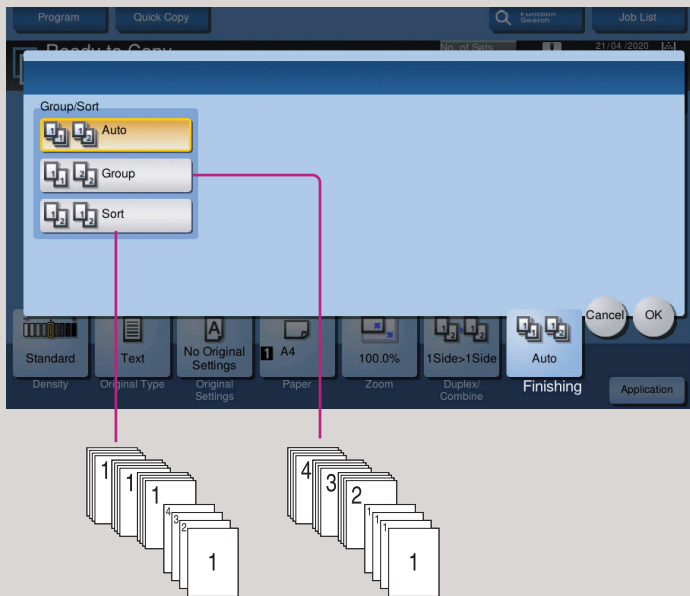 Program
Quick Copy
Function
Search
Job List
Ready to Copy
No. of Sets
21/04/2020
Group/Sort
Auto
Group
Sort
Cancel
OK
Standard
Text
No Original
Settings
1 A4
100.0%
1Side>1Side
Auto
Density
Original Type
Original
Settings
Paper
Zoom
Duplex/
Combine
Finishing
Application
1 1 1 4 3 2 1
4 3 2 1 1 1 1